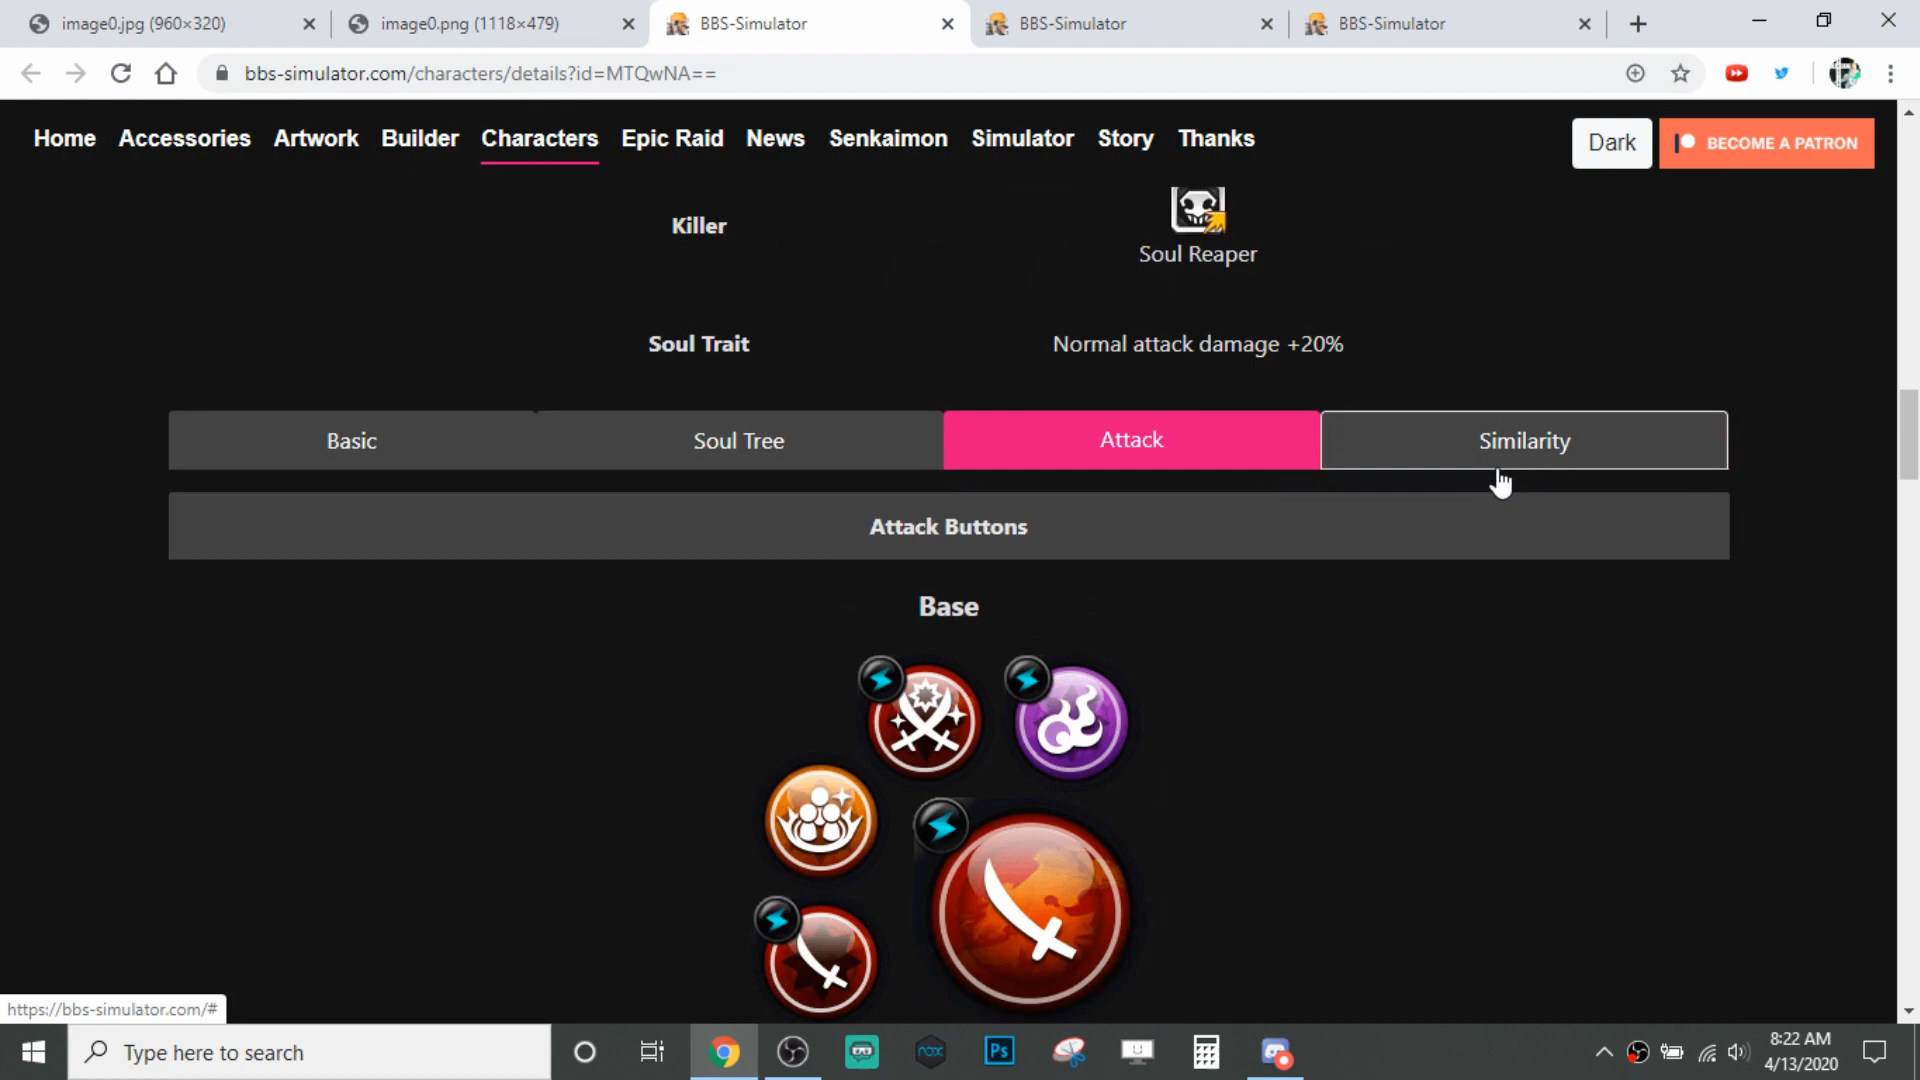 image0.jpg (960×320)
image0.png (1118×479)
BBS-Simulator
BBS-Simulator
BBS-Simulator
bbs-simulator.com/characters/details?id=MTQwNA==
Home Accessories Artwork Builder Characters Epic Raid News Senkaimon Simulator Story Thanks
Dark
BECOME A PATRON
Killer
Soul Reaper
Soul Trait
Normal attack damage +20%
Basic
Soul Tree
Attack
Similarity
Attack Buttons
Base
https://bbs-simulator.com/#
Type here to search
nox
Ps
8:22 AM
4/13/2020